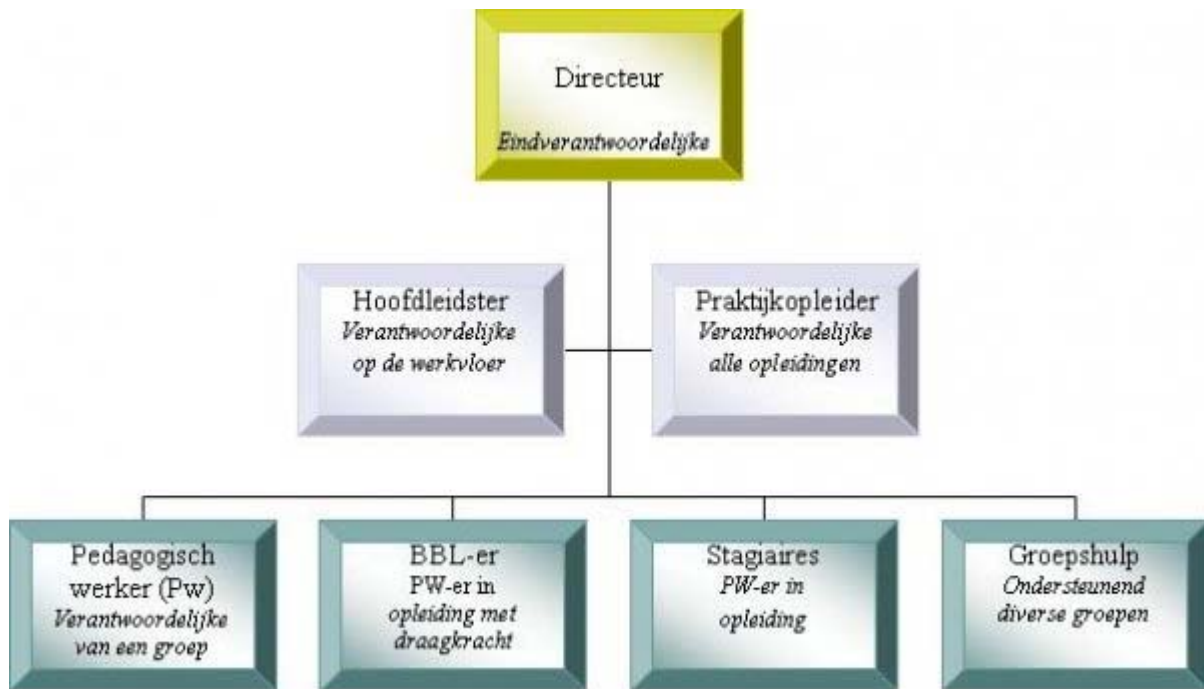 Directeur
Eindverantwoordelijke
Hoofdleidster
Verantwoordelijke
op de werkvloer
Praktijkopleider
Verantwoordelijke
alle opleidingen
Pedagogisch
werker (Pw)
Verantwoordelijke
van een groep
BBL-er
PW-er in
opleiding met
draagkracht
Stagiaires
PW-er in
opleiding
Groepshulp
Ondersteunend
diverse groepen